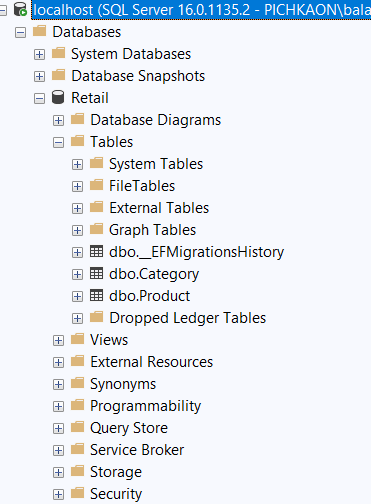 localhost (SQL Server 16.0.1135.2 - PICHKAON\bala
Databases
System Databases
Database Snapshots
Retail
Database Diagrams
Tables
System Tables
FileTables
External Tables
Graph Tables
dbo.__EFMigrationsHistory
dbo.Category
dbo.Product
Dropped Ledger Tables
Views
External Resources
Synonyms
Programmability
Query Store
Service Broker
Storage
Security